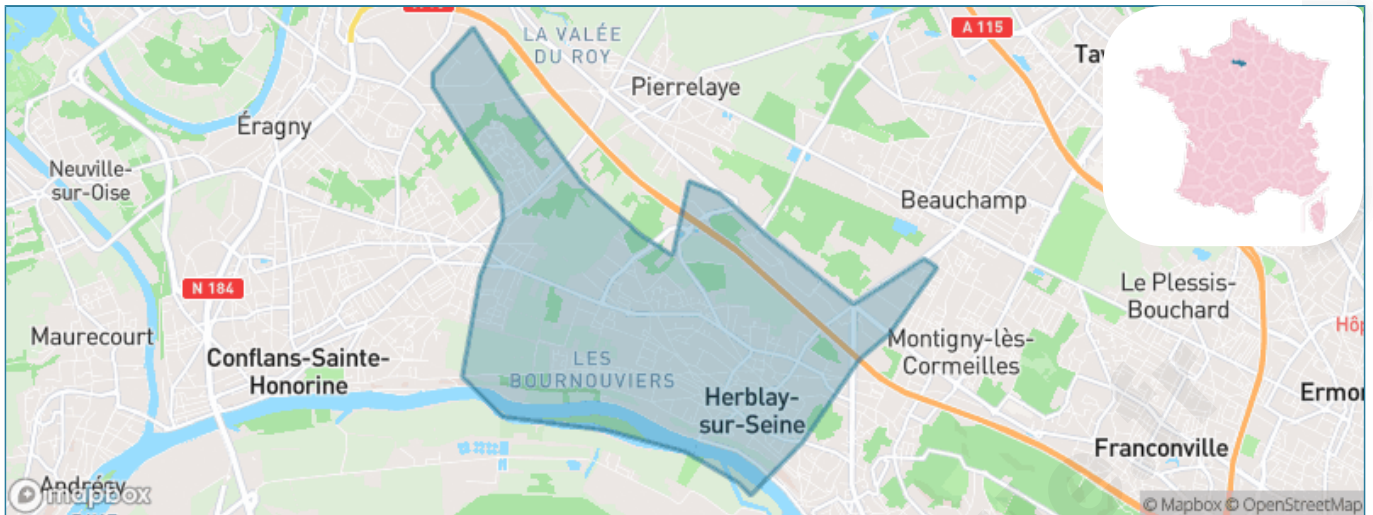 LA VALÉE
DU ROY
A 115
Pierrelaye
Éragny
Neuville-
sur-Oise
Beauchamp
Le Plessis-
Bouchard
N 184
Maurecourt
Conflans-Sainte-
Honorine
LES
BOURNOUVIERS
Montigny-lès-
Cormeilles
Herblay-
sur-Seine
Franconville
Andrésy
mapbox
© Mapbox © OpenStreetMap